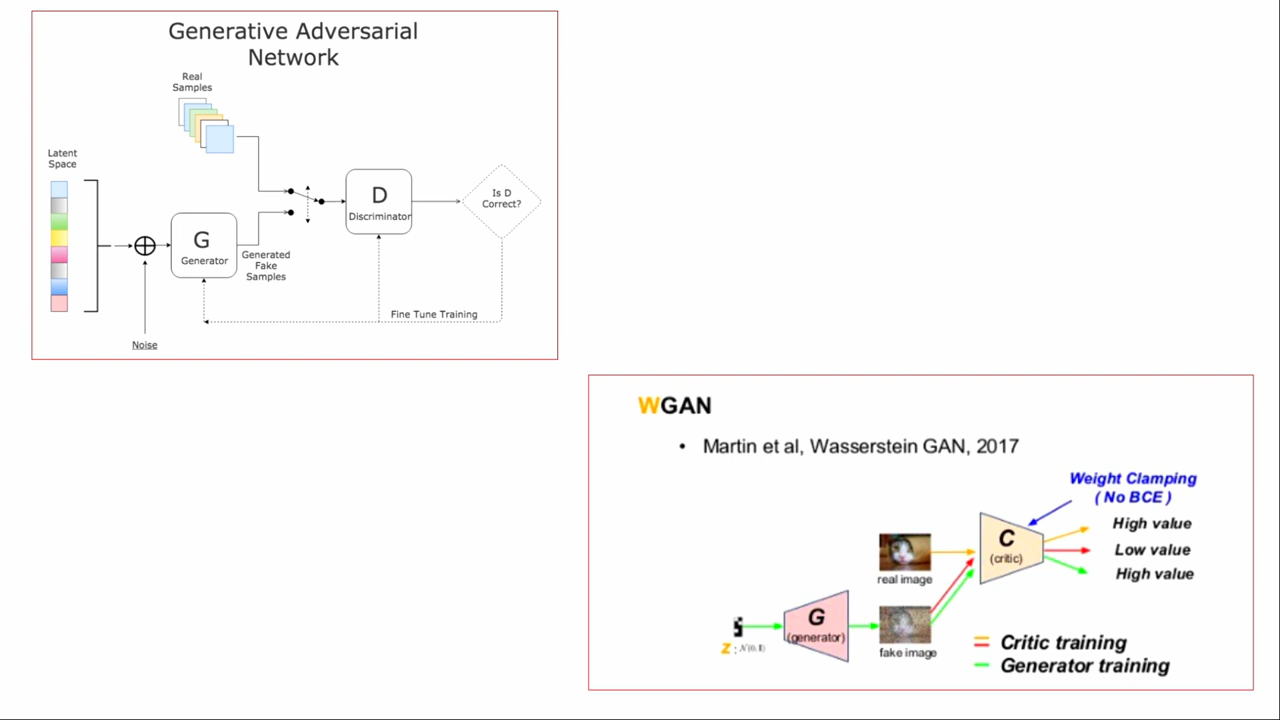 Generative Adversarial
Network
Real
Samples
Latent
Space
G
Generator
Generated
Fake
Samples
D
Discriminator
Is D
Correct?
Fine Tune Training
Noise
WGAN
• Martin et al, Wasserstein GAN, 2017
Weight Clamping
( No BCE )
C
(critic)
High value
Low value
High value
real image
G
(generator)
Z : N(0, I)
fake image
Critic training
Generator training